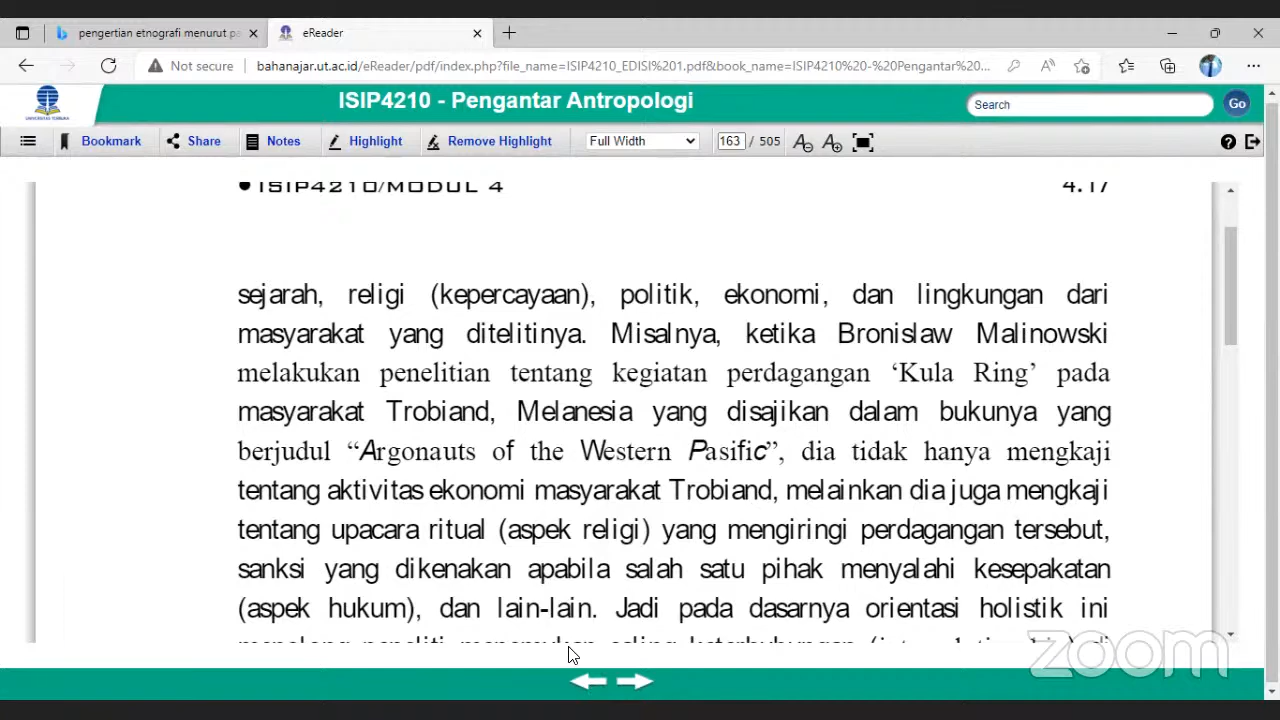 pengertian etnografi menurut pa
eReader
Not secure
bahanajar.ut.ac.id/eReader/pdf/index.php?file_name=ISIP4210_EDISI%201.pdf&book_name=ISIP4210%20-%20Pengantar%20...
ISIP4210 - Pengantar Antropologi
Search
Go
UNIVERSITAS TERBUKA
Bookmark
Share
Notes
Highlight
Remove Highlight
Full Width
163 / 505
● ISIP4210/MODUL 4
4.17
sejarah, religi (kepercayaan), politik, ekonomi, dan lingkungan dari
masyarakat yang ditelitinya. Misalnya, ketika Bronislaw Malinowski
melakukan penelitian tentang kegiatan perdagangan ‘Kula Ring’ pada
masyarakat Trobiand, Melanesia yang disajikan dalam bukunya yang
berjudul “Argonauts of the Western Pasific”, dia tidak hanya mengkaji
tentang aktivitas ekonomi masyarakat Trobiand, melainkan dia juga mengkaji
tentang upacara ritual (aspek religi) yang mengiringi perdagangan tersebut,
sanksi yang dikenakan apabila salah satu pihak menyalahi kesepakatan
(aspek hukum), dan lain-lain. Jadi pada dasarnya orientasi holistik ini
zoom